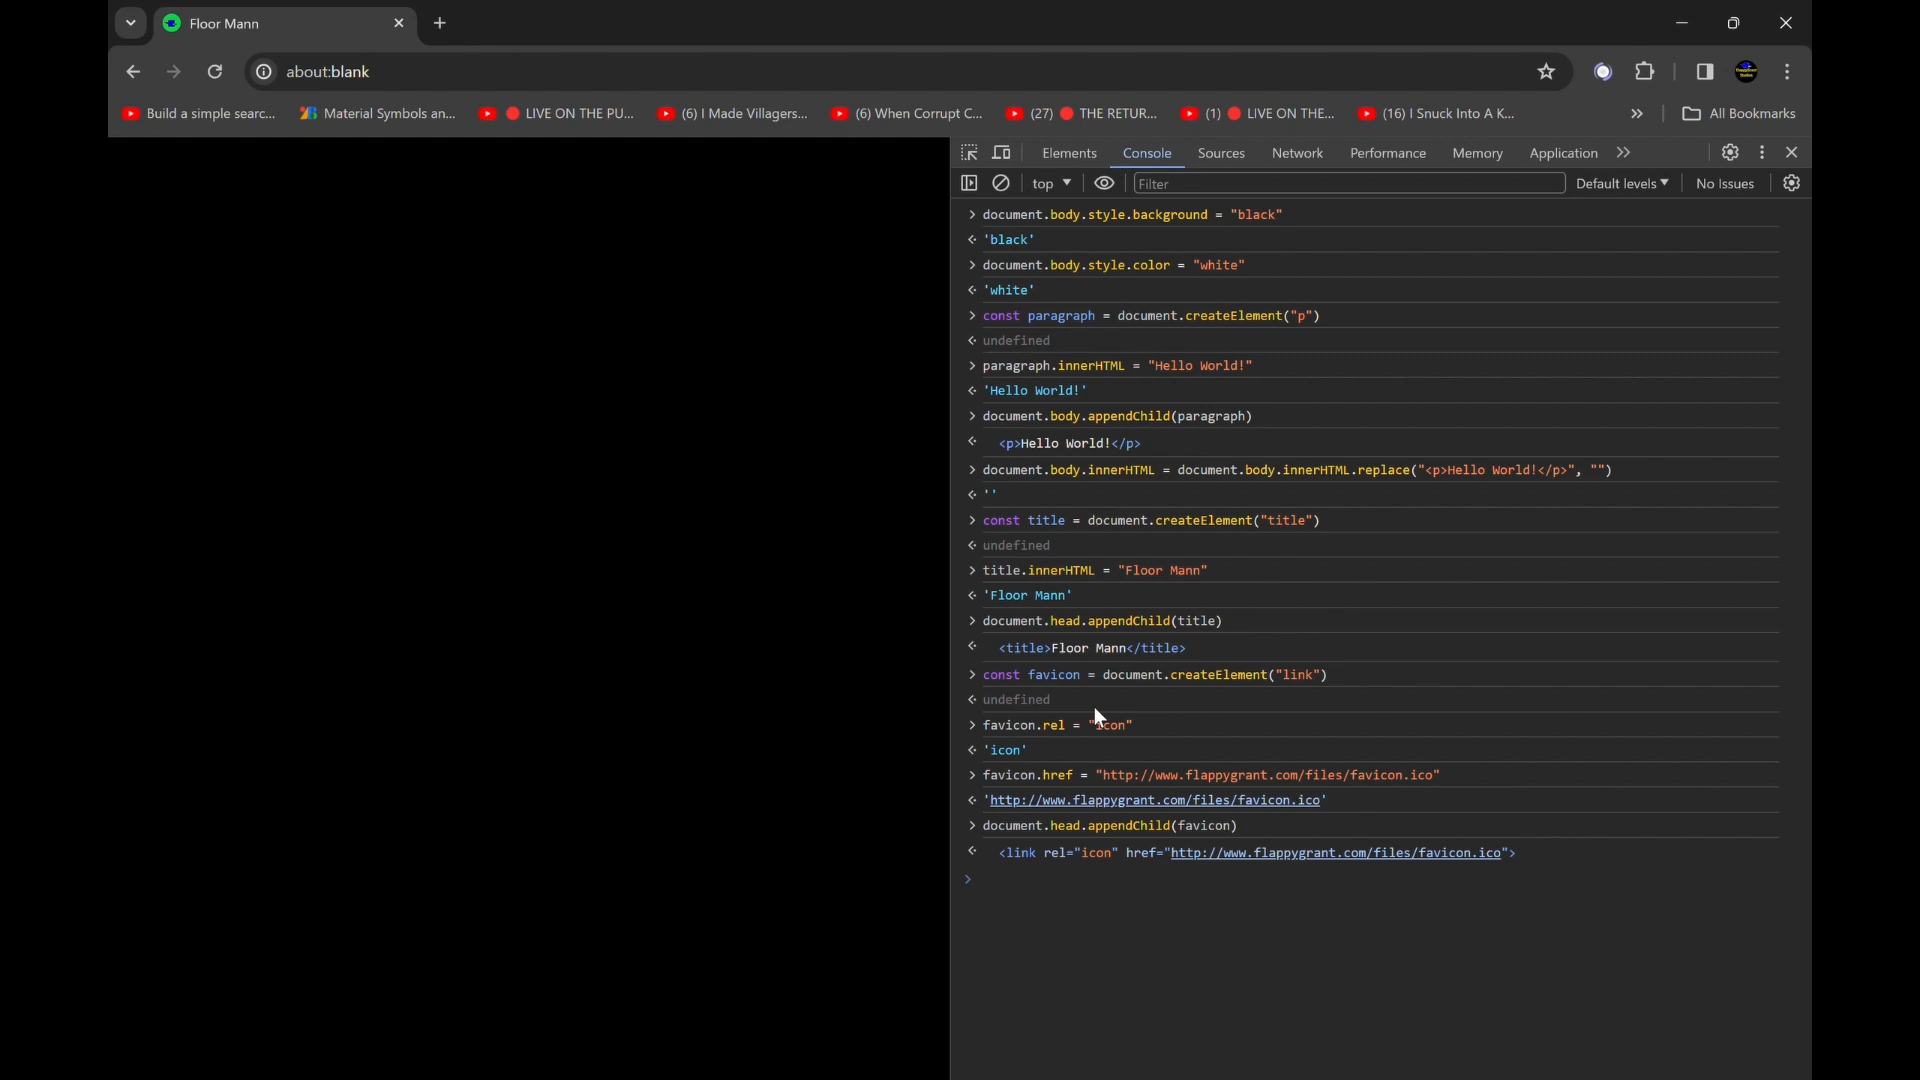 Floor Mann
about:blank
Build a simple searc...
Material Symbols an...
LIVE ON THE PU...
(6) I Made Villagers...
(6) When Corrupt C...
(27) THE RETUR...
(1) LIVE ON THE...
(16) I Snuck Into A K...
All Bookmarks
Elements Console Sources Network Performance Memory Application
top Filter Default levels No Issues
document.body.style.background = "black"
'black'
document.body.style.color = "white"
'white'
const paragraph = document.createElement("p")
undefined
paragraph.innerHTML = "Hello World!"
'Hello World!'
document.body.appendChild(paragraph)
<p>Hello World!</p>
document.body.innerHTML = document.body.innerHTML.replace("<p>Hello World!</p>", "")
''
const title = document.createElement("title")
undefined
title.innerHTML = "Floor Mann"
'Floor Mann'
document.head.appendChild(title)
<title>Floor Mann</title>
const favicon = document.createElement("link")
undefined
favicon.rel = "icon"
'icon'
favicon.href = "http://www.flappygrant.com/files/favicon.ico"
'http://www.flappygrant.com/files/favicon.ico'
document.head.appendChild(favicon)
<link rel="icon" href="http://www.flappygrant.com/files/favicon.ico">